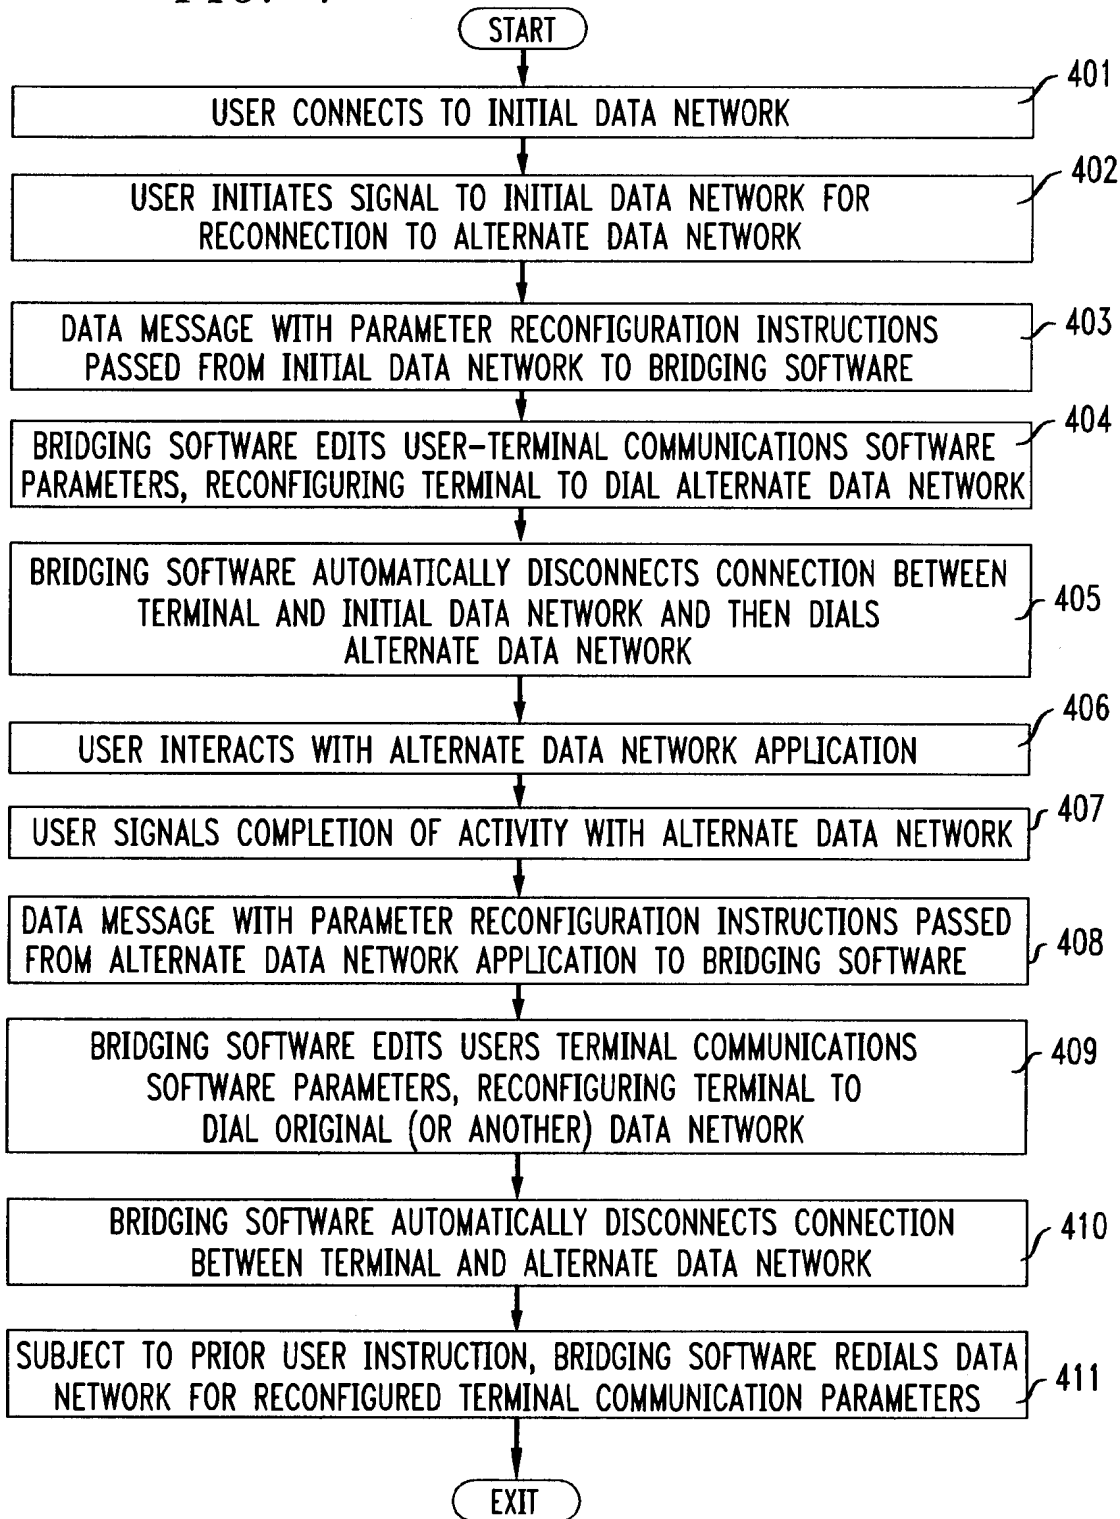 START
401
USER CONNECTS TO INITIAL DATA NETWORK
402
USER INITIATES SIGNAL TO INITIAL DATA NETWORK FOR
RECONNECTION TO ALTERNATE DATA NETWORK
403
DATA MESSAGE WITH PARAMETER RECONFIGURATION INSTRUCTIONS
PASSED FROM INITIAL DATA NETWORK TO BRIDGING SOFTWARE
404
BRIDGING SOFTWARE EDITS USER-TERMINAL COMMUNICATIONS SOFTWARE
PARAMETERS, RECONFIGURING TERMINAL TO DIAL ALTERNATE DATA NETWORK
BRIDGING SOFTWARE AUTOMATICALLY DISCONNECTS CONNECTION BETWEEN
TERMINAL AND INITIAL DATA NETWORK AND THEN DIALS
ALTERNATE DATA NETWORK
405
406
USER INTERACTS WITH ALTERNATE DATA NETWORK APPLICATION
407
USER SIGNALS COMPLETION OF ACTIVITY WITH ALTERNATE DATA NETWORK
DATA MESSAGE WITH PARAMETER RECONFIGURATION INSTRUCTIONS PASSED
FROM ALTERNATE DATA NETWORK APPLICATION TO BRIDGING SOFTWARE
408
BRIDGING SOFTWARE EDITS USERS TERMINAL COMMUNICATIONS
SOFTWARE PARAMETERS, RECONFIGURING TERMINAL TO
DIAL ORIGINAL (OR ANOTHER) DATA NETWORK
409
BRIDGING SOFTWARE AUTOMATICALLY DISCONNECTS CONNECTION
BETWEEN TERMINAL AND ALTERNATE DATA NETWORK
410
SUBJECT TO PRIOR USER INSTRUCTION, BRIDGING SOFTWARE REDIALS DATA
NETWORK FOR RECONFIGURED TERMINAL COMMUNICATION PARAMETERS
411
EXIT